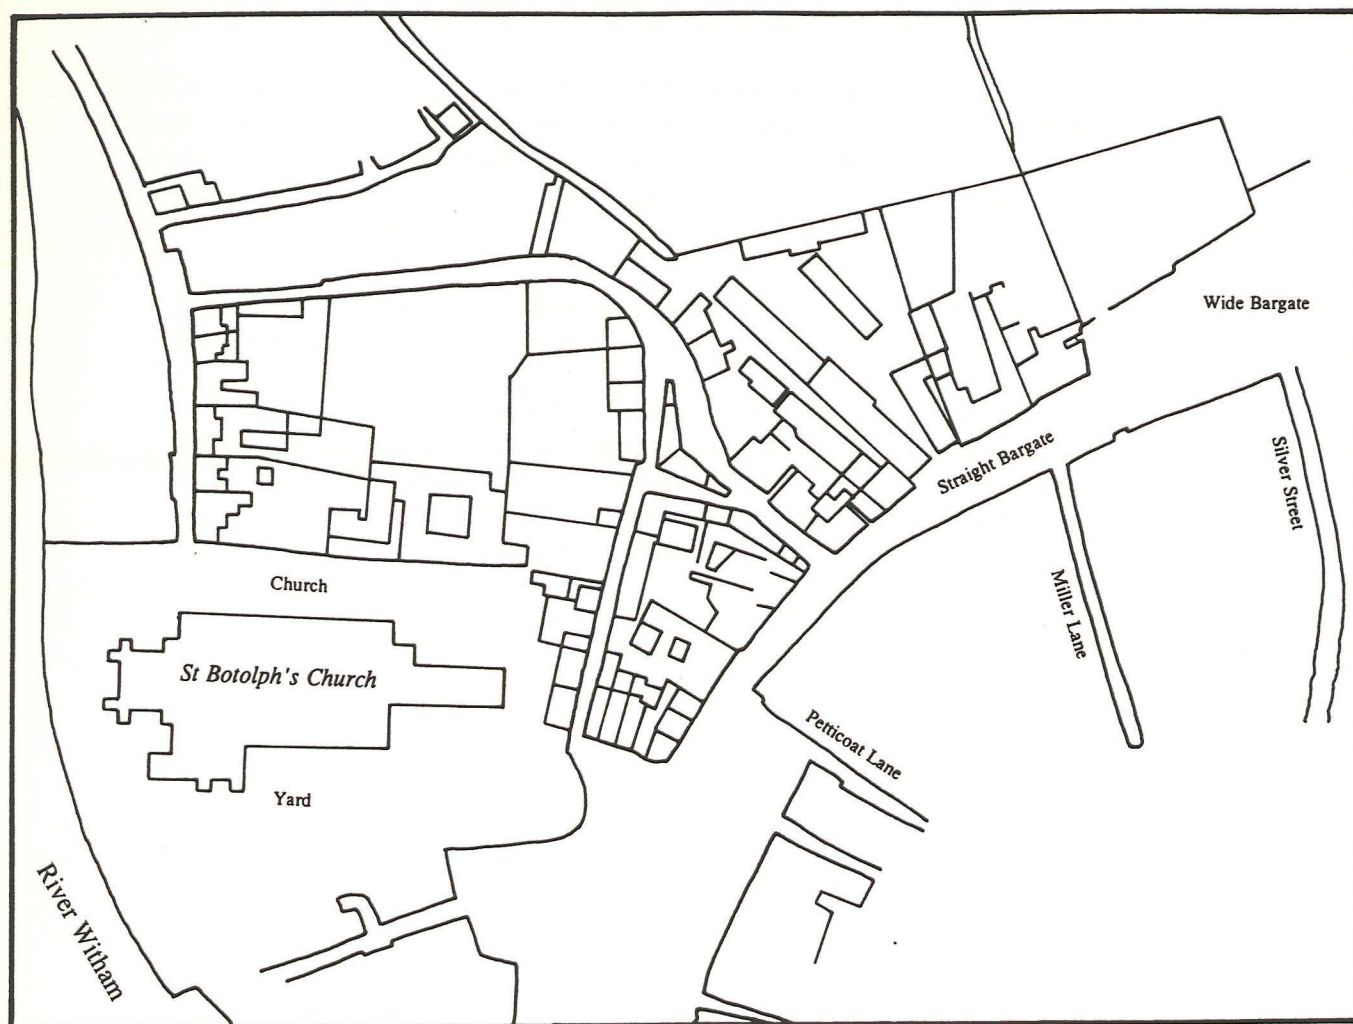 Wide Bargate
Straight Bargate
Silver Street
Church
Miller Lane
St Botolph's Church
Petticoat Lane
Yard
River Witham